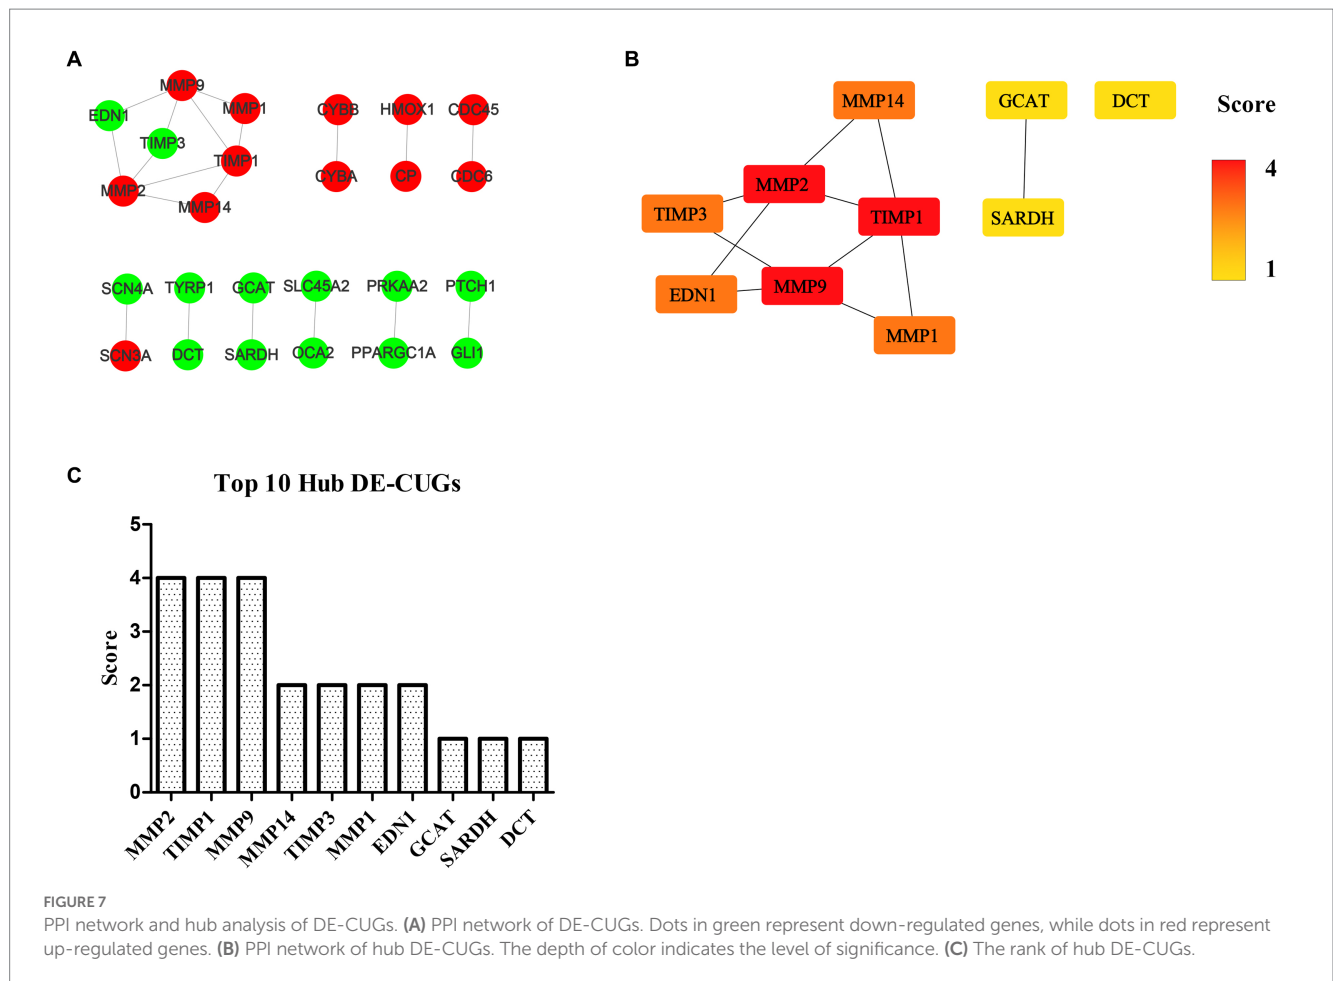 A
MMP9
EDN1
MMP1
TIMP3
TIMP1
MMP2
MMP14
CYBB
HMOX1
CDC45
CYBA
CP
CDC6
SCN4A
TYRP1
GCAT
SLC45A2
PRKAA2
PTCH1
SCN3A
DCT
SARDH
OCA2
PPARGC1A
GLI1
B
MMP14
GCAT
DCT
MMP2
TIMP3
TIMP1
SARDH
EDN1
MMP9
MMP1
Score
4
1
C
Top 10 Hub DE-CUGs
Score
5
4
3
2
1
0
MMP2
TIMP1
MMP9
MMP14
TIMP3
MMP1
EDN1
GCAT
SARDH
DCT
FIGURE 7
PPI network and hub analysis of DE-CUGs. (A) PPI network of DE-CUGs. Dots in green represent down-regulated genes, while dots in red represent
up-regulated genes. (B) PPI network of hub DE-CUGs. The depth of color indicates the level of significance. (C) The rank of hub DE-CUGs.